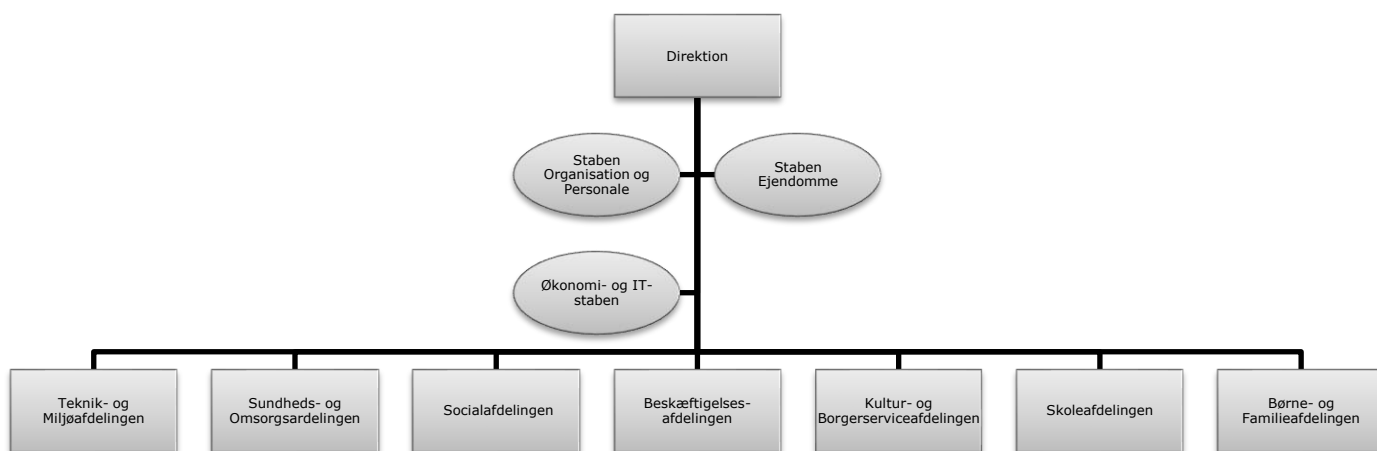 Direktion
Staben
Organisation og
Personale
Staben
Ejendomme
Økonomi- og IT-
staben
Teknik- og
Miljøafdelingen
Sundheds- og
Omsorgsardelingen
Socialafdelingen
Beskæftigelses-
afdelingen
Kultur- og
Borgerserviceafdelingen
Skoleafdelingen
Børne- og
Familieafdelingen